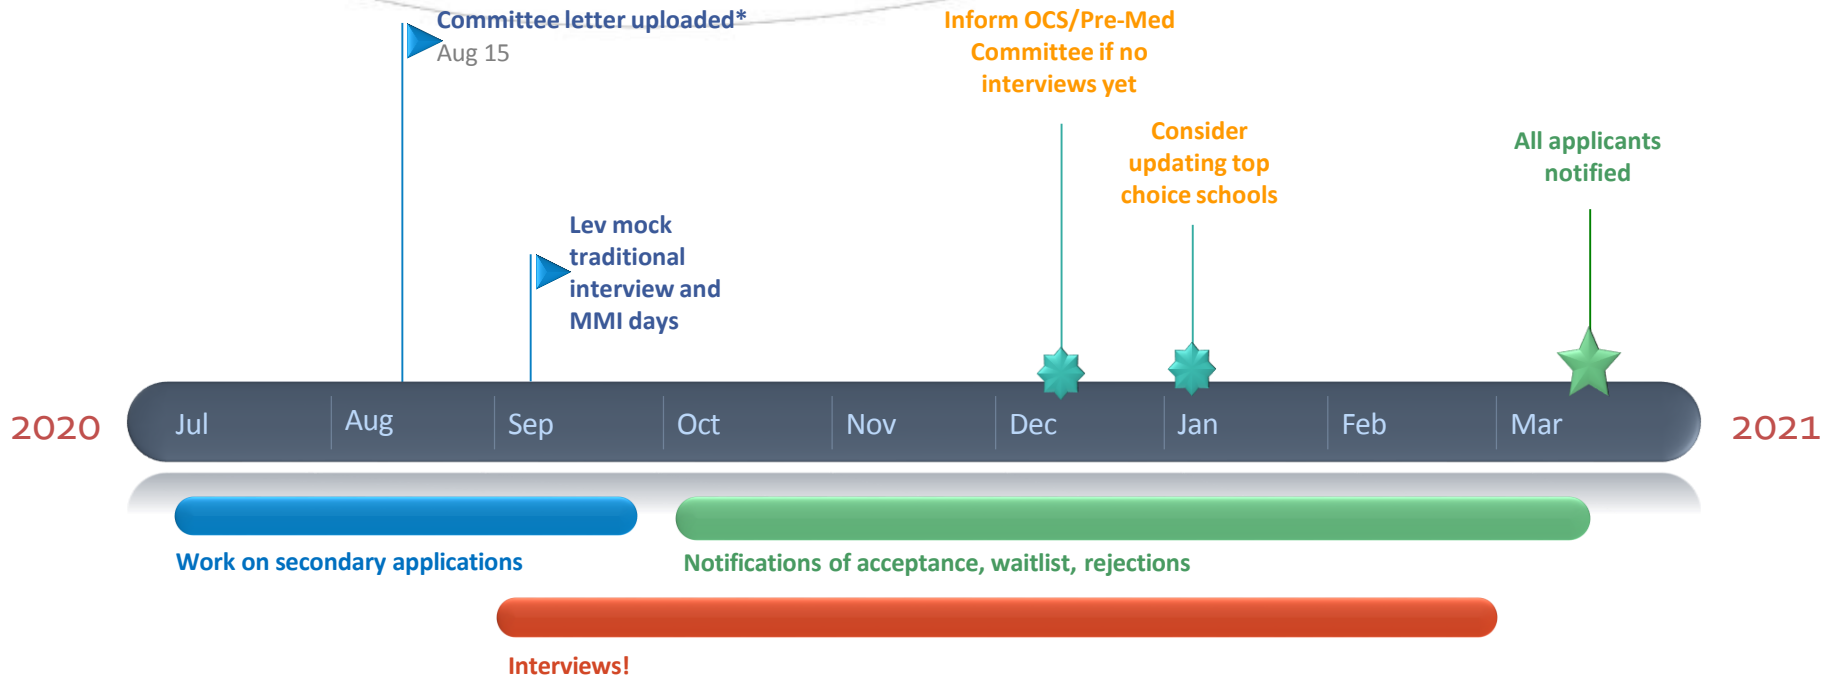 Committee letter uploaded*
Aug 15
Inform OCS/Pre-Med
Committee if no
interviews yet
Consider
updating top
choice schools
All applicants
notified
Lev mock
traditional
interview and
MMI days
2020
Jul
Aug
Sep
Oct
Nov
Dec
Jan
Feb
Mar
2021
Work on secondary applications
Notifications of acceptance, waitlist, rejections
Interviews!